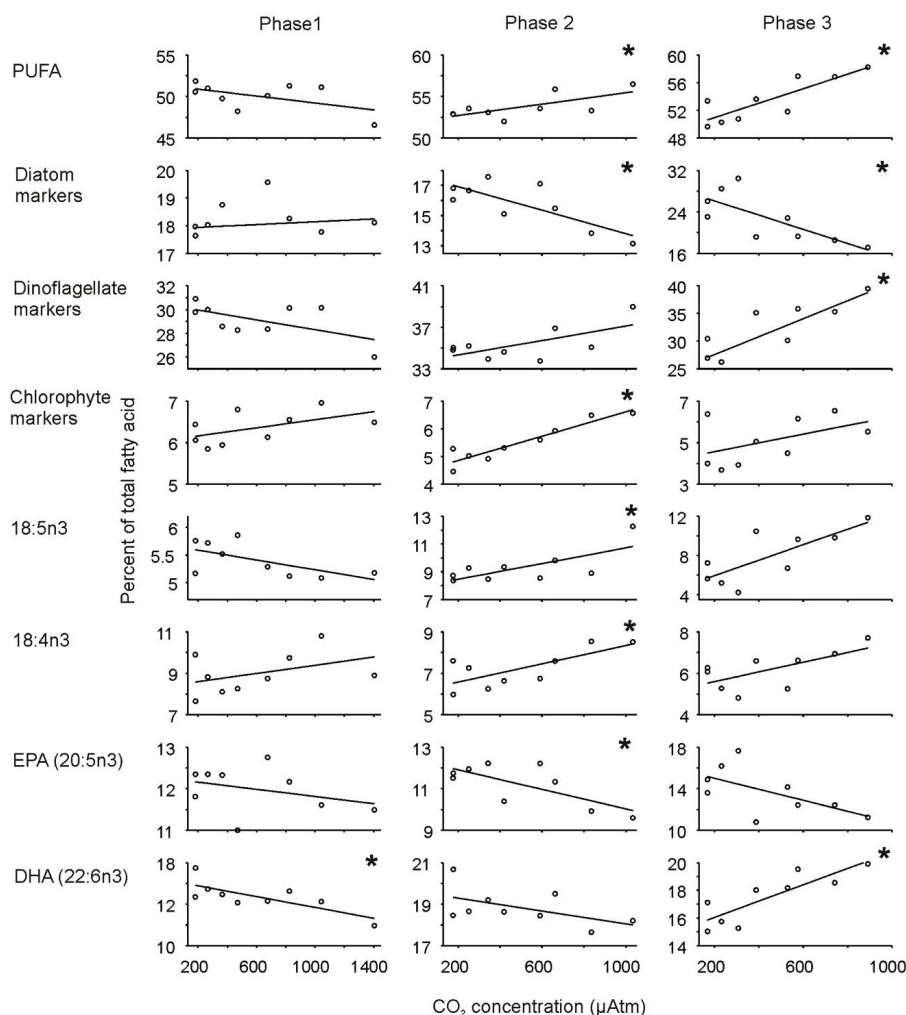 Phase1 Phase 2 Phase 3
PUFA
55 50 45
60 55 50
60 56 52 48
* *
Diatom markers
20 19 18 17
17 15 13
32 24 16
* *
Dinoflagellate markers
32 30 28 26
42 39 36 33
40 35 30 25
*
Chlorophyte markers
7 6 5
7 6 5 4
7 5 3
*
Percent of total fatty acid
18:5n3
6 5.5 5
13 11 9 7
12 8 4
*
18:4n3
11 9 7
9 7 5
8 6 4
*
EPA (20:5n3)
13 12 11
13 11 9
18 14 10
*
DHA (22:6n3)
18 12 10
21 19 17
20 18 16 14
* *
200 600 1000 1400
200 600 1000
200 600 1000
CO₂ concentration (µAtm)